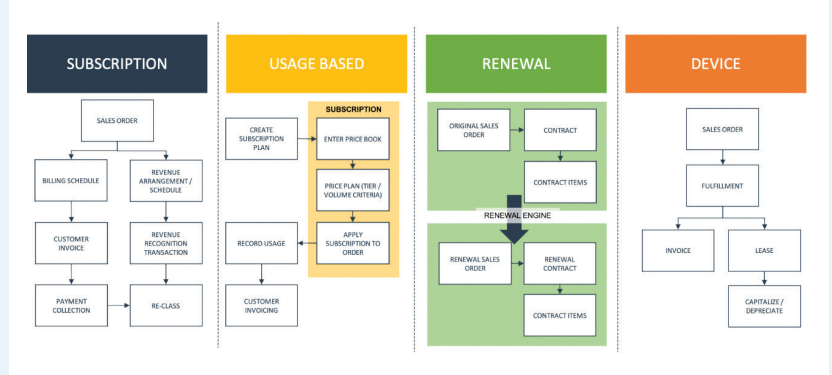 SUBSCRIPTION
SALES ORDER
BILLING SCHEDULE
REVENUE
ARRANGEMENT /
SCHEDULE
CUSTOMER
INVOICE
REVENUE
RECOGNITION
TRANSACTION
PAYMENT
COLLECTION
RE-CLASS
USAGE BASED
SUBSCRIPTION
CREATE
SUBSCRIPTION
PLAN
ENTER PRICE BOOK
PRICE PLAN (TIER /
VOLUME CRITERIA)
RECORD USAGE
APPLY
SUBSCRIPTION TO
ORDER
CUSTOMER
INVOICING
RENEWAL
ORIGINAL SALES
ORDER
CONTRACT
CONTRACT ITEMS
RENEWAL ENGINE
RENEWAL SALES
ORDER
RENEWAL
CONTRACT
CONTRACT ITEMS
DEVICE
SALES ORDER
FULFILLMENT
INVOICE
LEASE
CAPITALIZE /
DEPRECIATE